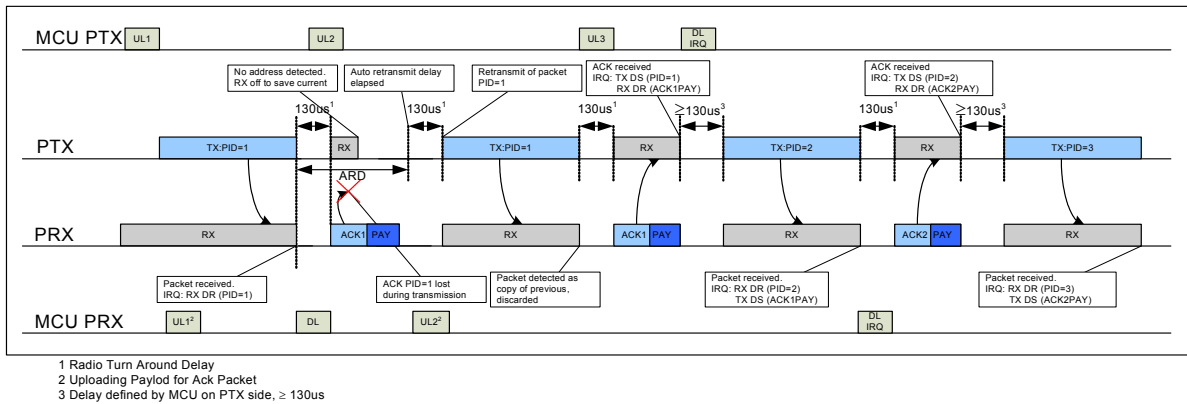 MCU PTX
UL1
UL2
UL3
DL
IRQ
No address detected.
RX off to save current
Auto retransmit delay
elapsed
Retransmit of packet
PID=1
ACK received
IRQ: TX DS (PID=1)
RX DR (ACK1PAY)
ACK received
IRQ: TX DS (PID=2)
RX DR (ACK2PAY)
130us¹
130us¹
130us¹
≥130us³
130us¹
≥130us³
PTX
TX:PID=1
RX
TX:PID=1
RX
TX:PID=2
RX
TX:PID=3
ARD
PRX
RX
ACK1
PAY
RX
ACK1
PAY
RX
ACK2
PAY
RX
Packet received.
IRQ: RX DR (PID=1)
ACK PID=1 lost
during transmission
Packet detected as
copy of previous,
discarded
Packet received.
IRQ: RX DR (PID=2)
TX DS (ACK1PAY)
Packet received.
IRQ: RX DR (PID=3)
TX DS (ACK2PAY)
MCU PRX
UL1²
DL
UL2²
DL
IRQ
1 Radio Turn Around Delay
2 Uploading Paylod for Ack Packet
3 Delay defined by MCU on PTX side, ≥ 130us